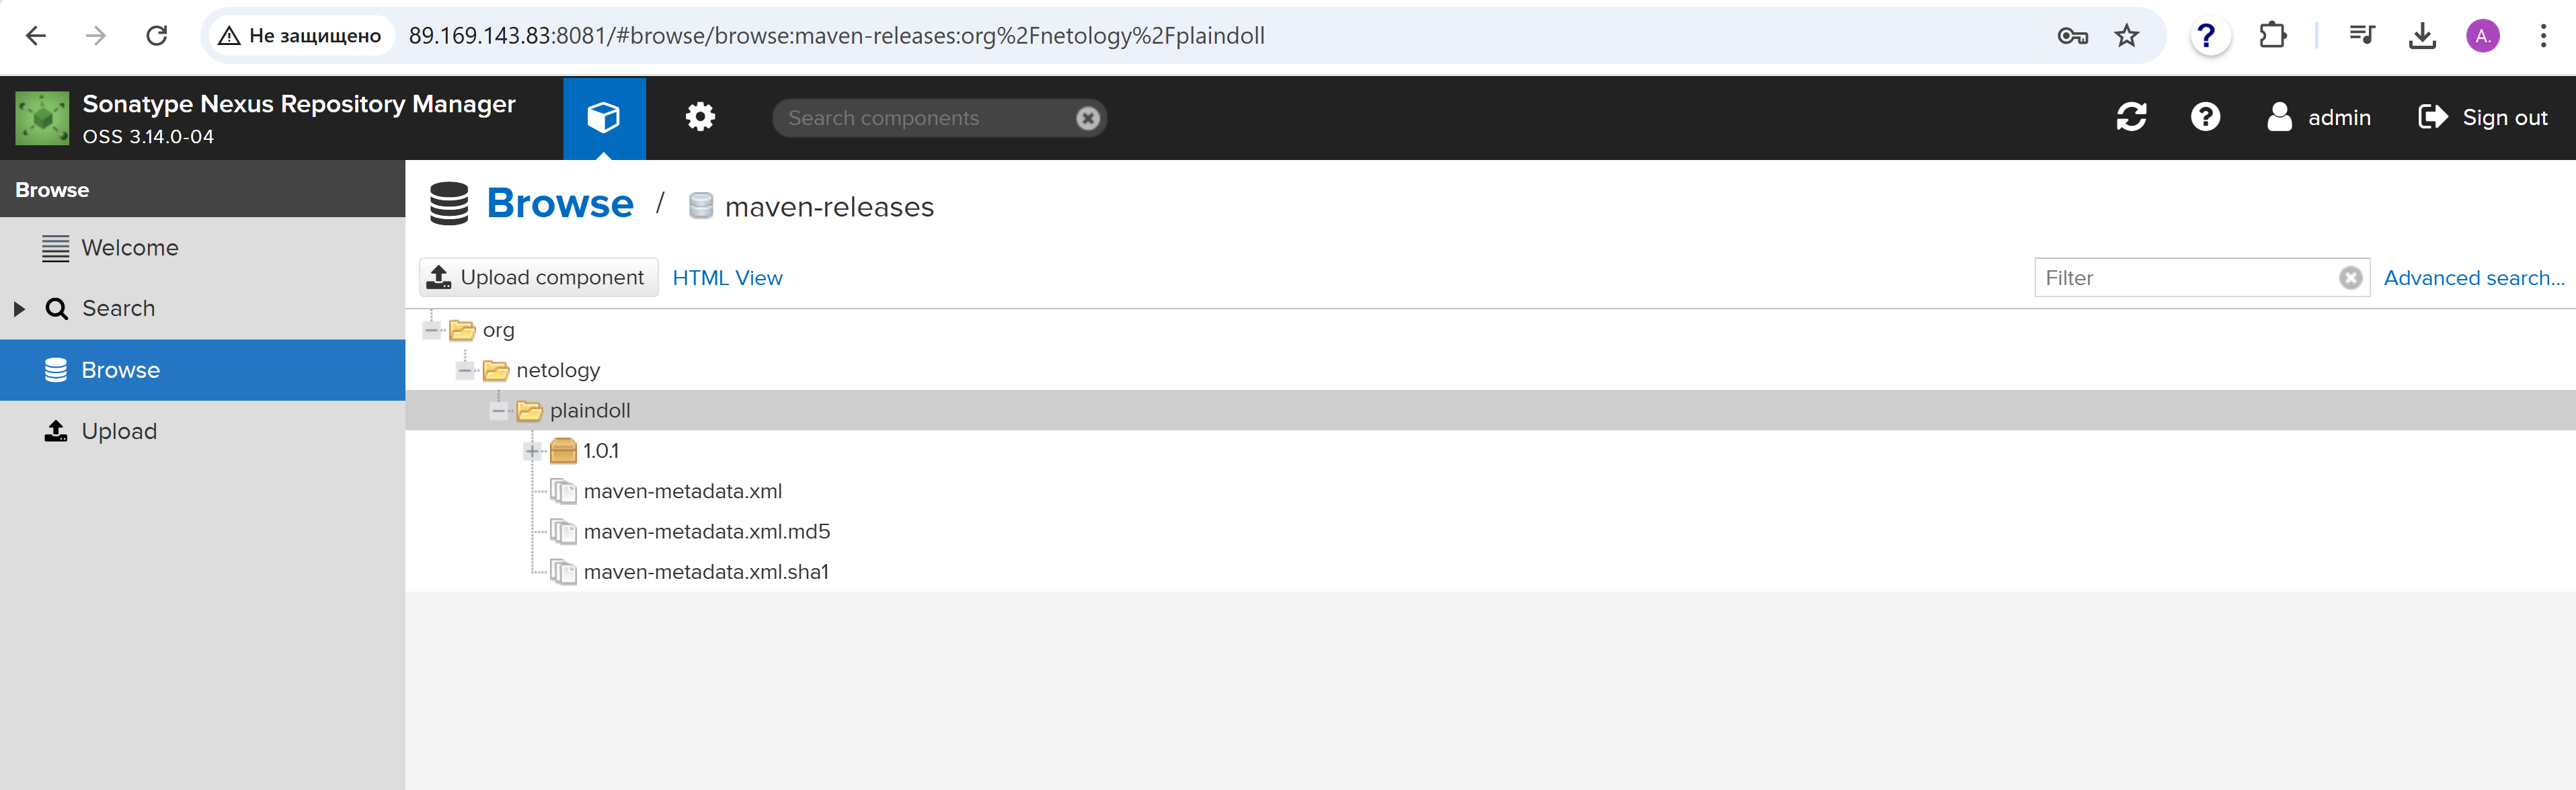 Не защищено 89.169.143.83:8081/#browse/browse:maven-releases:org%2Fnetology%2Fplaindoll ? A.
Sonatype Nexus Repository Manager
OSS 3.14.0-04
Search components
admin
Sign out
Browse
Welcome
Search
Browse
Upload
Browse / maven-releases
Upload component HTML View Filter Advanced search...
org
netology
plaindoll
1.0.1
maven-metadata.xml
maven-metadata.xml.md5
maven-metadata.xml.sha1